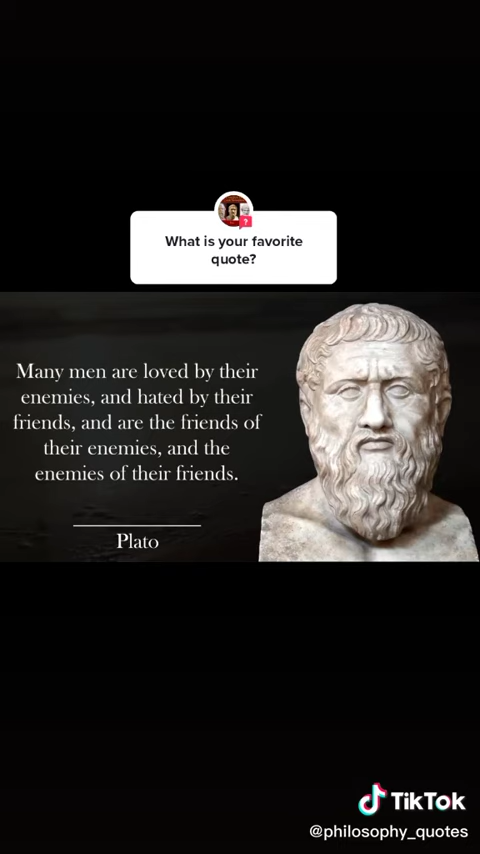 What is your favorite
quote?
Many men are loved by their
enemies, and hated by their
friends, and are the friends of
their enemies, and the
enemies of their friends.
Plato
TikTok
@philosophy_quotes